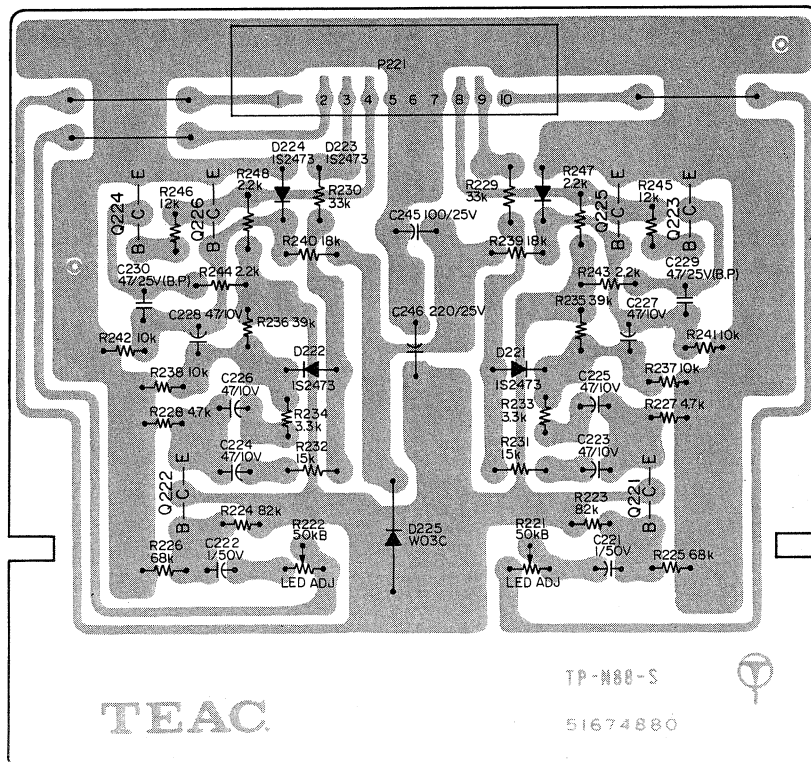 P221
1 2 3 4 5 6 7 8 9 10
D224
1S2473
D223
1S2473
R248
2.2k
R230
33k
R246
12k
Q224
E
C
B
Q226
E
C
B
R229
33k
R247
2.2k
Q225
E
C
B
R245
12k
Q223
E
C
B
C245 100/25V
R240 18k
R239 18k
C230
47/25V(B.P)
R244 2.2k
R243 2.2k
C229
47/25V(B.P)
C228 47/10V
R236 39k
C246 220/25V
R235 39k
C227
47/10V
R242 10k
R241 10k
D222
1S2473
D221
1S2473
R238 10k
R237 10k
C226
47/10V
C225
47/10V
R228 4.7k
R234
3.3k
R233
3.3k
R227 4.7k
C224
47/10V
R232
15k
R231
15k
C223
47/10V
Q222
E
C
B
Q221
E
C
B
R224 82k
R222
50kB
D225
W03C
R221
50kB
R223
82k
R226
68k
C222
1/50V
LED ADJ
LED ADJ
C221
1/50V
R225 68k
TP-M88-S
TEAC
51674880